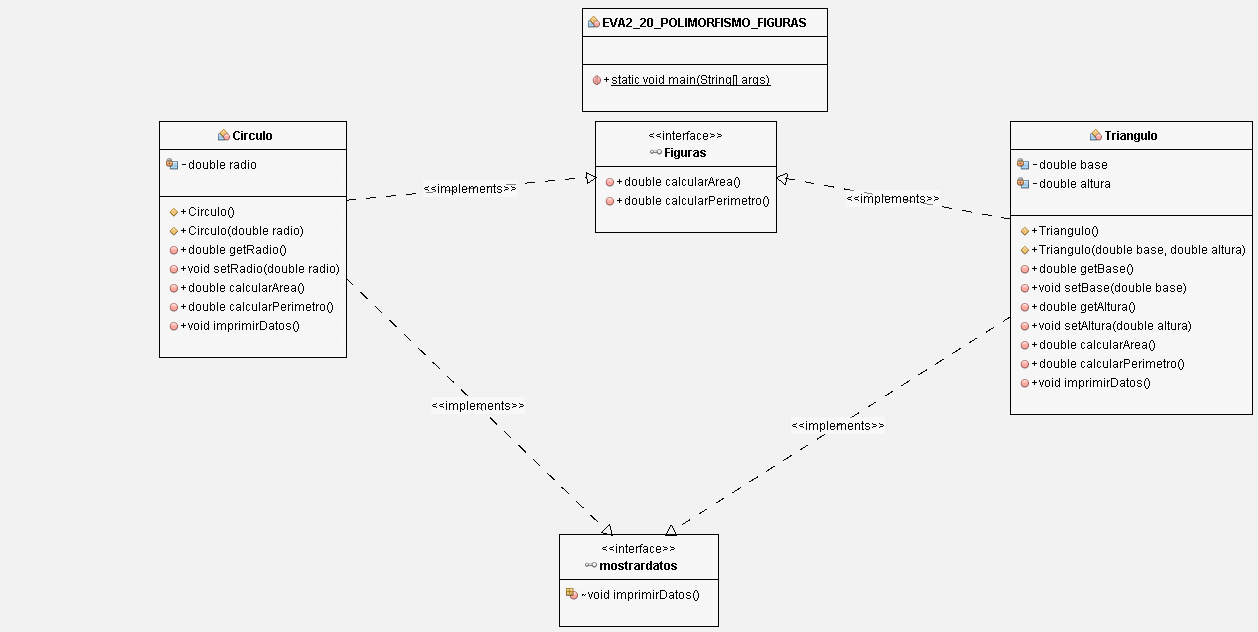 EVA2_20_POLIMORFISMO_FIGURAS
+static void main(String[] args)
Circulo
-double radio
+Circulo()
+Circulo(double radio)
+double getRadio()
+void setRadio(double radio)
+double calcularArea()
+double calcularPerimetro()
+void imprimirDatos()
<<implements>>
<<interface>>
Figuras
+double calcularArea()
+double calcularPerimetro()
<<implements>>
Triangulo
-double base
-double altura
+Triangulo()
+Triangulo(double base, double altura)
+double getBase()
+void setBase(double base)
+double getAltura()
+void setAltura(double altura)
+double calcularArea()
+double calcularPerimetro()
+void imprimirDatos()
<<implements>>
<<implements>>
<<interface>>
mostrardatos
~void imprimirDatos()